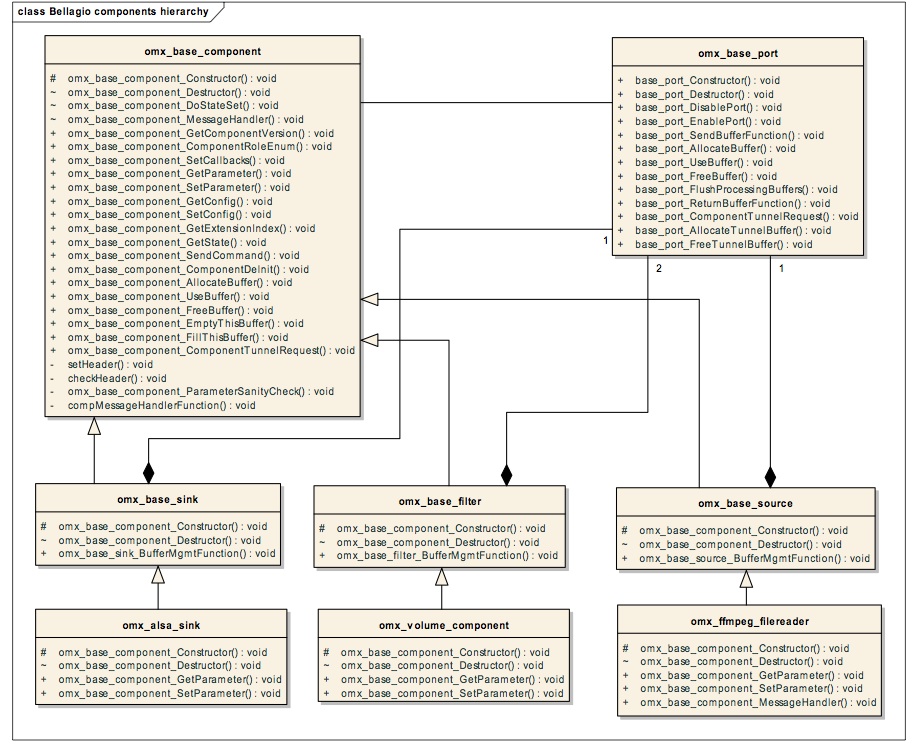 class Bellagio components hierarchy
omx_base_component
# omx_base_component_Constructor() : void
~ omx_base_component_Destructor() : void
~ omx_base_component_DoStateSet() : void
~ omx_base_component_MessageHandler() : void
+ omx_base_component_GetComponentVersion() : void
+ omx_base_component_ComponentRoleEnum() : void
+ omx_base_component_SetCallbacks() : void
+ omx_base_component_GetParameter() : void
+ omx_base_component_SetParameter() : void
+ omx_base_component_GetConfig() : void
+ omx_base_component_SetConfig() : void
+ omx_base_component_GetExtensionIndex() : void
+ omx_base_component_GetState() : void
+ omx_base_component_SendCommand() : void
+ omx_base_component_ComponentDeInit() : void
+ omx_base_component_AllocateBuffer() : void
+ omx_base_component_UseBuffer() : void
+ omx_base_component_FreeBuffer() : void
+ omx_base_component_EmptyThisBuffer() : void
+ omx_base_component_FillThisBuffer() : void
+ omx_base_component_ComponentTunnelRequest() : void
- setHeader() : void
- checkHeader() : void
- omx_base_component_ParameterSanityCheck() : void
- compMessageHandlerFunction() : void
omx_base_port
+ base_port_Constructor() : void
+ base_port_Destructor() : void
+ base_port_DisablePort() : void
+ base_port_EnablePort() : void
+ base_port_SendBufferFunction() : void
+ base_port_AllocateBuffer() : void
+ base_port_UseBuffer() : void
+ base_port_FreeBuffer() : void
+ base_port_FlushProcessingBuffers() : void
+ base_port_ReturnBufferFunction() : void
+ base_port_ComponentTunnelRequest() : void
+ base_port_AllocateTunnelBuffer() : void
+ base_port_FreeTunnelBuffer() : void
1
2
1
omx_base_sink
# omx_base_component_Constructor() : void
~ omx_base_component_Destructor() : void
+ omx_base_sink_BufferMgmtFunction() : void
omx_base_filter
# omx_base_component_Constructor() : void
~ omx_base_component_Destructor() : void
+ omx_base_filter_BufferMgmtFunction() : void
omx_base_source
# omx_base_component_Constructor() : void
~ omx_base_component_Destructor() : void
+ omx_base_source_BufferMgmtFunction() : void
omx_alsa_sink
# omx_base_component_Constructor() : void
~ omx_base_component_Destructor() : void
+ omx_base_component_GetParameter() : void
+ omx_base_component_SetParameter() : void
omx_volume_component
# omx_base_component_Constructor() : void
~ omx_base_component_Destructor() : void
+ omx_base_component_GetParameter() : void
+ omx_base_component_SetParameter() : void
omx_ffmpeg_filereader
# omx_base_component_Constructor() : void
~ omx_base_component_Destructor() : void
+ omx_base_component_GetParameter() : void
+ omx_base_component_SetParameter() : void
+ omx_base_component_MessageHandler() : void